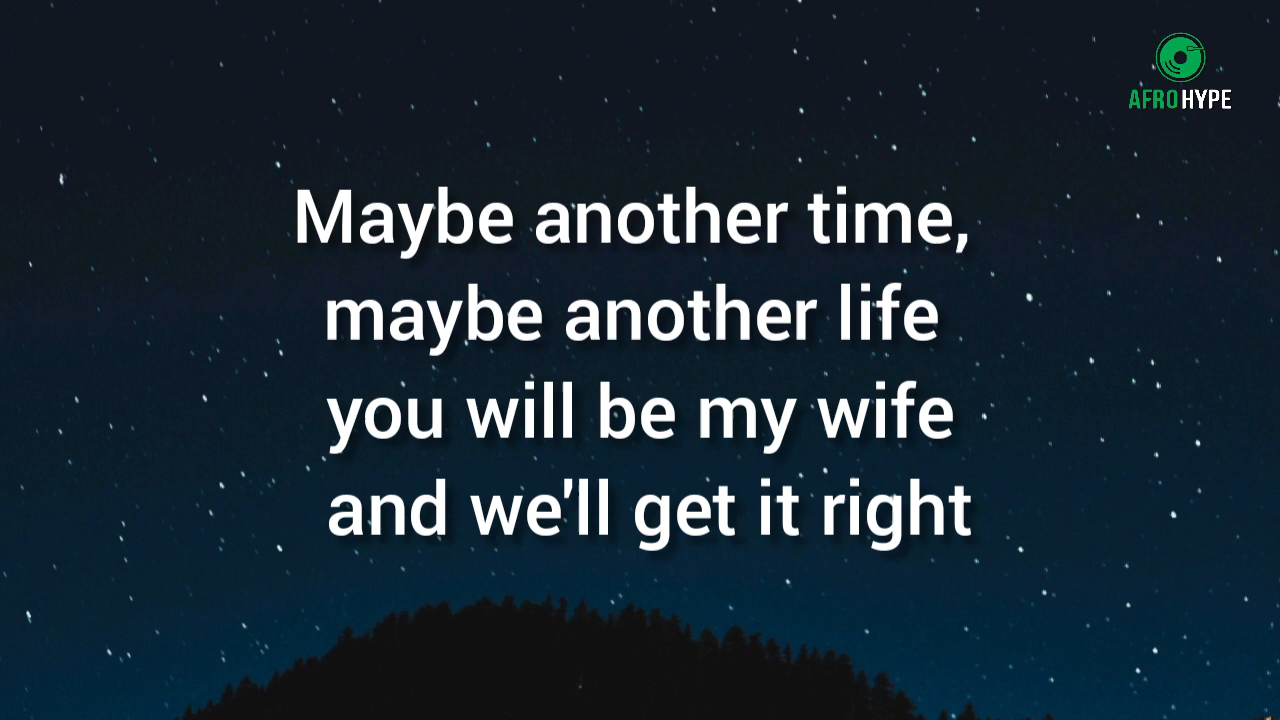 AFROHYPE
Maybe another time,
maybe another life
you will be my wife
and we'll get it right